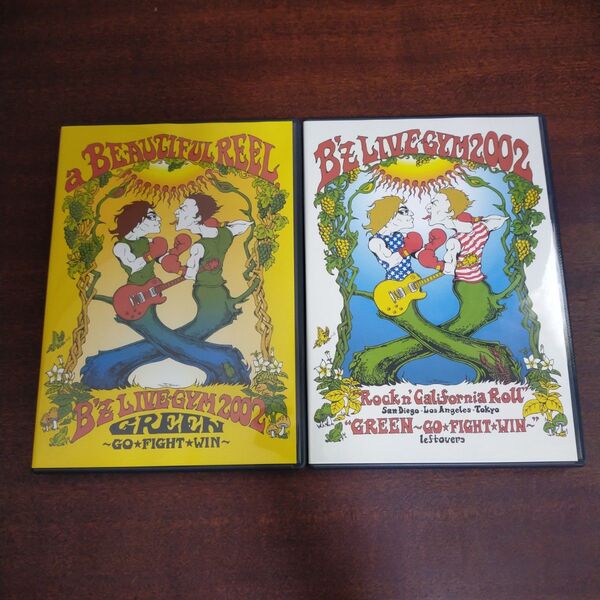 a BEAUTIFUL REEL
B'z LIVE-GYM 2002
GREEN
~GO★FIGHT★WIN~
B'z LIVE-GYM 2002
"Rock n' California Roll"
San Diego・Los Angeles・Tokyo
"GREEN~GO★FIGHT★WIN~"
leftovers